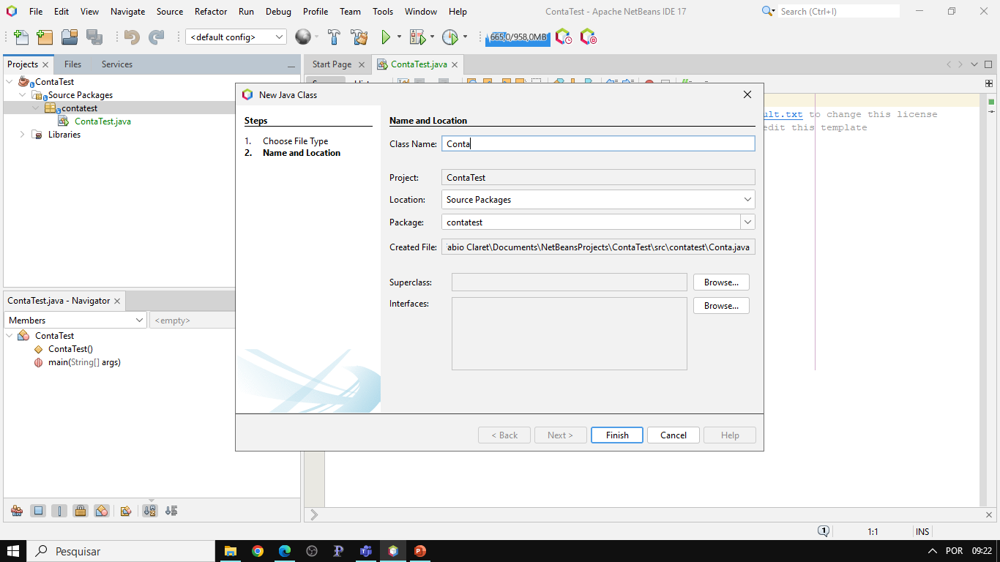 File Edit View Navigate Source Refactor Run Debug Profile Team Tools Window Help
ContaTest - Apache NetBeans IDE 17
Search (Ctrl+I)
<default config>
665,0/958,0MB
Projects Files Services
ContaTest
Source Packages
contatest
ContaTest.java
Libraries
Start Page ContaTest.java
ult.txt to change this license
edit this template
New Java Class
Steps
1. Choose File Type
2. Name and Location
Name and Location
Class Name: Conta
Project: ContaTest
Location: Source Packages
Package: contatest
Created File: abio Claret\Documents\NetBeansProjects\ContaTest\src\contatest\Conta.java
Superclass: Browse...
Interfaces: Browse...
< Back Next > Finish Cancel Help
ContaTest.java - Navigator
Members <empty>
ContaTest
ContaTest()
main(String[] args)
1 1:1 INS
Pesquisar
POR 09:22